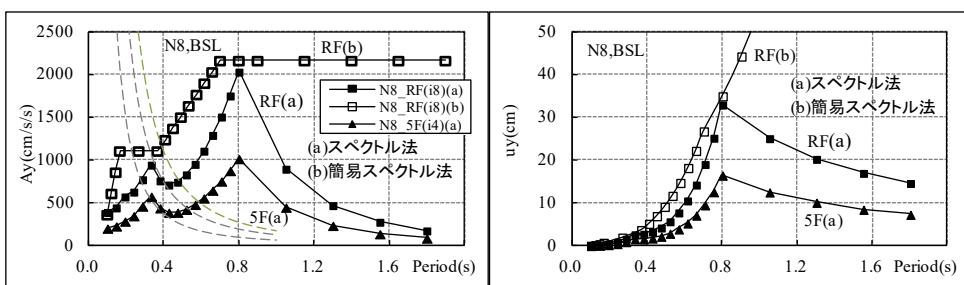 2500
2000
1500
1000
500
0
Ay(cm/s/s)
N8,BSL
RF(b)
RF(a)
N8_RF(i8)(a)
N8_RF(i8)(b)
N8_5F(i4)(a)
(a)スペクトル法
(b)簡易スペクトル法
5F(a)
0.0 0.4 0.8 1.2 1.6 Period(s)
50
40
30
20
10
0
uy(cm)
N8,BSL
RF(b)
(a)スペクトル法
(b)簡易スペクトル法
RF(a)
5F(a)
0.0 0.4 0.8 1.2 1.6 Period(s)